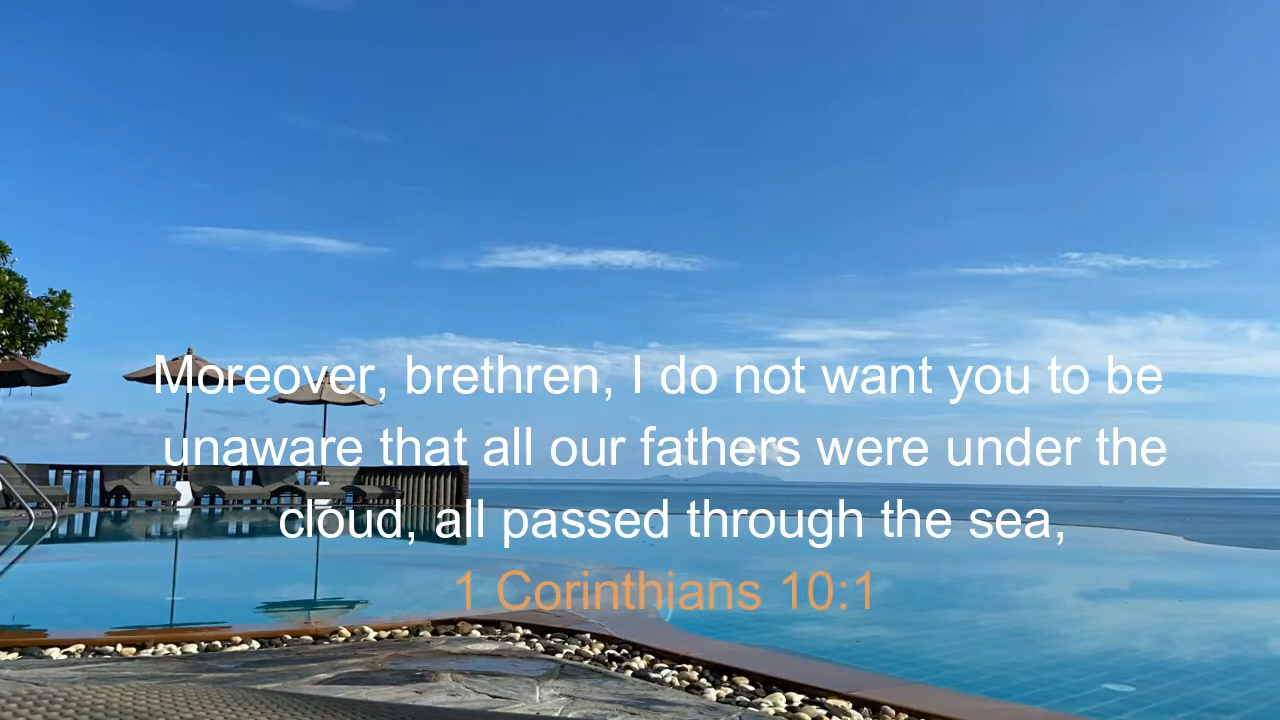 Moreover, brethren, I do not want you to be
unaware that all our fathers were under the
cloud, all passed through the sea,
1 Corinthians 10:1